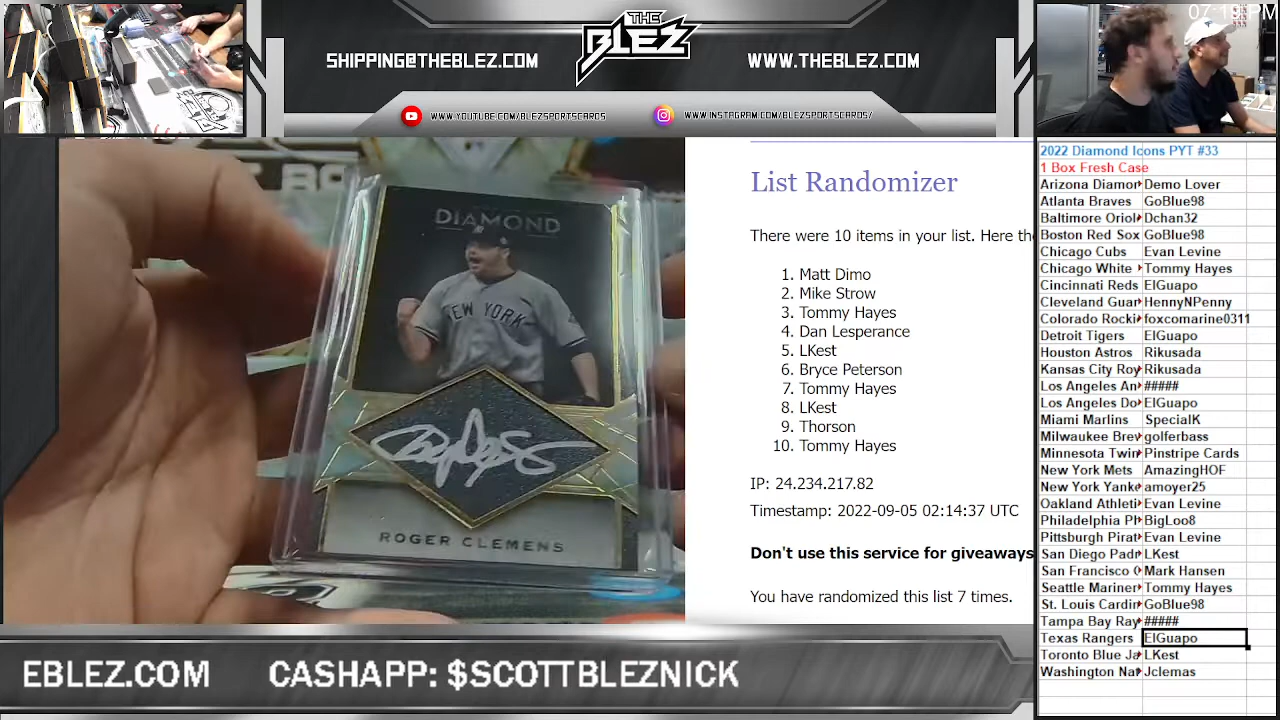 07:19 PM
THE
BLEZ
SHIPPING@THEBLEZ.COM
WWW.THEBLEZ.COM
WWW.YOUTUBE.COM/BLEZSPORTSCARDS
WWW.INSTAGRAM.COM/BLEZSPORTSCARDS/
DIAMOND
NEW YORK
ROGER CLEMENS
List Randomizer
There were 10 items in your list. Here the
1. Matt Dimo
2. Mike Strow
3. Tommy Hayes
4. Dan Lesperance
5. LKest
6. Bryce Peterson
7. Tommy Hayes
8. LKest
9. Thorson
10. Tommy Hayes
IP: 24.234.217.82
Timestamp: 2022-09-05 02:14:37 UTC
Don't use this service for giveaways
You have randomized this list 7 times.
2022 Diamond Icons PYT #33
1 Box Fresh Case
Arizona Diamon Demo Lover
Atlanta Braves GoBlue98
Baltimore Oriol Dchan32
Boston Red Sox GoBlue98
Chicago Cubs Evan Levine
Chicago White Tommy Hayes
Cincinnati Reds ElGuapo
Cleveland Guar HennyNPenny
Colorado Rocki foxcomarine0311
Detroit Tigers ElGuapo
Houston Astros Rikusada
Kansas City Roy Rikusada
Los Angeles An #####
Los Angeles Do ElGuapo
Miami Marlins SpecialK
Milwaukee Brev golferbass
Minnesota Twin Pinstripe Cards
New York Mets AmazingHOF
New York Yanke amoyer25
Oakland Athleti Evan Levine
Philadelphia Pl BigLoo8
Pittsburgh Pirat Evan Levine
San Diego Padr LKest
San Francisco Mark Hansen
Seattle Mariner Tommy Hayes
St. Louis Cardin GoBlue98
Tampa Bay Ray #####
Texas Rangers ElGuapo
Toronto Blue Ja LKest
Washington Nat Jclemas
EBLEZ.COM
CASHAPP: $SCOTTBLEZNICK